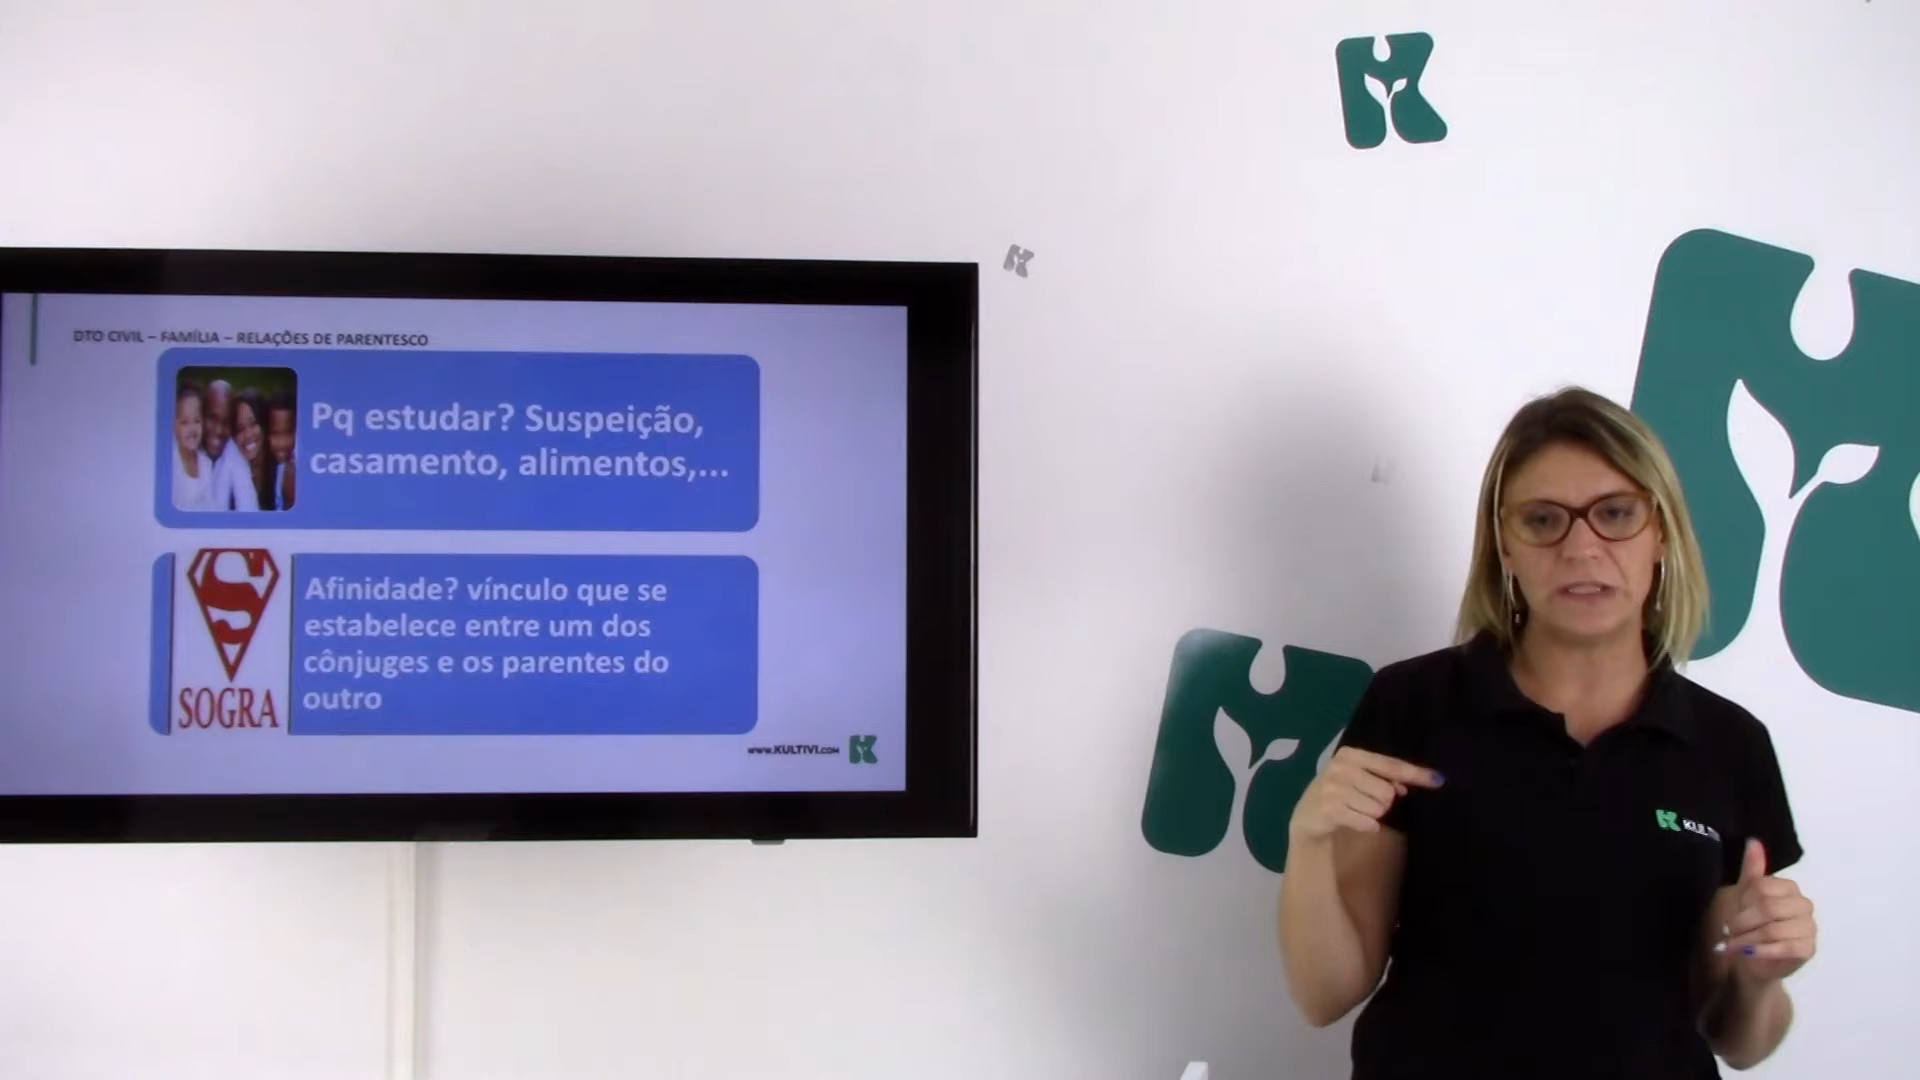 DTO CIVIL – FAMÍLIA – RELAÇÕES DE PARENTESCO
Pq estudar? Suspeição,
casamento, alimentos,...
S
SOGRA
Afinidade? vínculo que se
estabelece entre um dos
cônjuges e os parentes do
outro
WWW.KULTIVI.COM